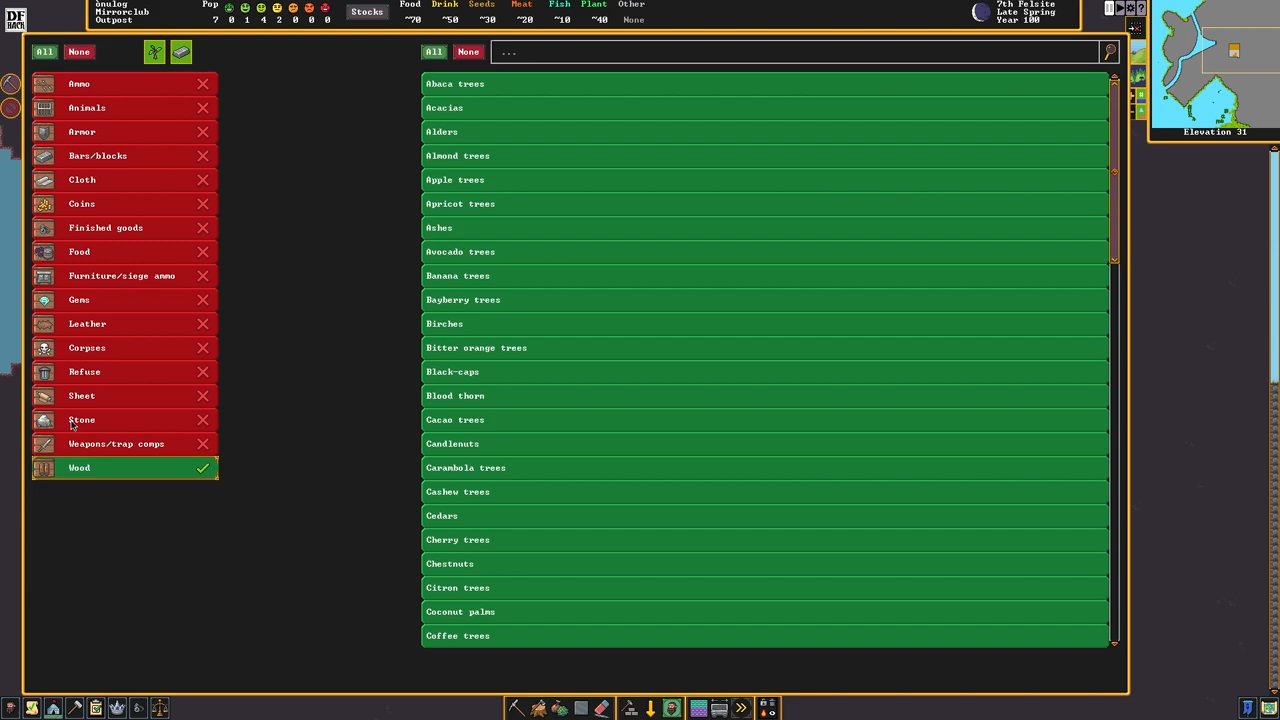 DF
HACK
ònulog
Mirrorclub
Outpost
Pop
7 0 1 4 2 0 0 0
Stocks
Food Drink Seeds Meat Fish Plant Other
~70 ~50 ~30 ~20 ~10 ~40 None
7th Felsite
Late Spring
Year 100
Elevation 31
All None
All None ...
Ammo
Animals
Armor
Bars/blocks
Cloth
Coins
Finished goods
Food
Furniture/siege ammo
Gems
Leather
Corpses
Refuse
Sheet
Stone
Weapons/trap comps
Wood
Abaca trees
Acacias
Alders
Almond trees
Apple trees
Apricot trees
Ashes
Avocado trees
Banana trees
Bayberry trees
Birches
Bitter orange trees
Black-caps
Blood thorn
Cacao trees
Candlenuts
Carambola trees
Cashew trees
Cedars
Cherry trees
Chestnuts
Citron trees
Coconut palms
Coffee trees